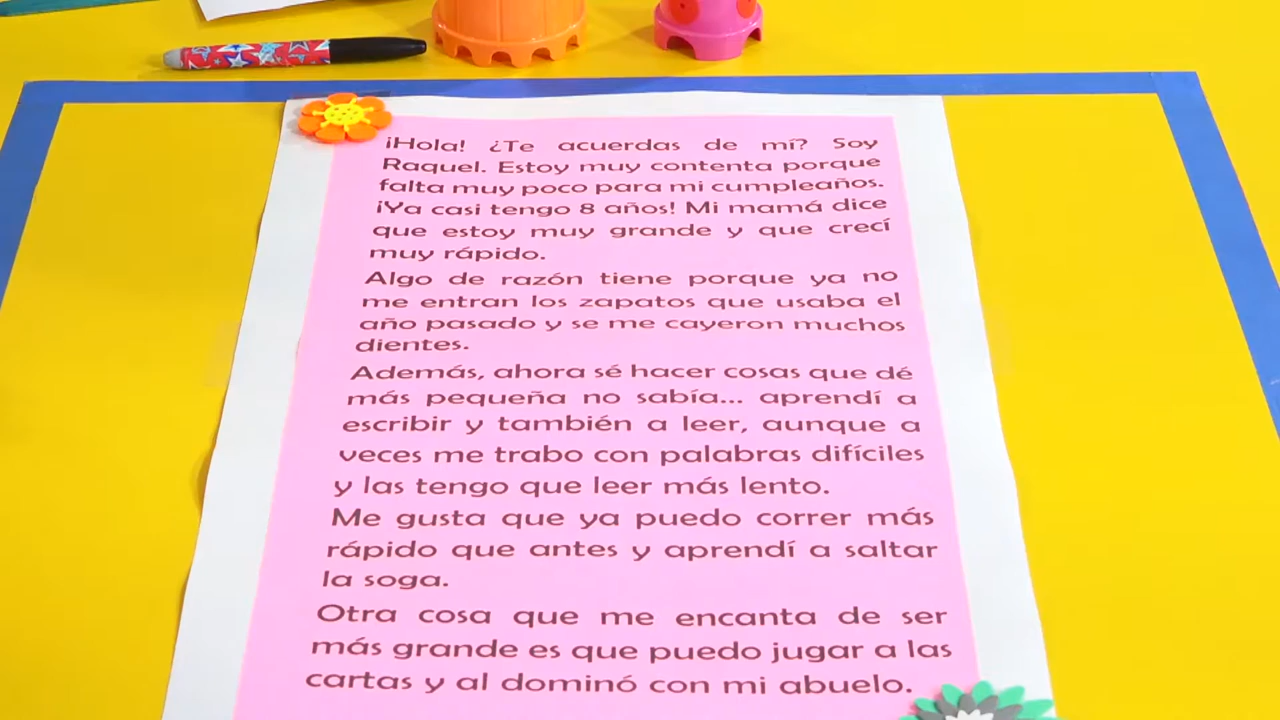 ¡Hola! ¿Te acuerdas de mí? Soy
Raquel. Estoy muy contenta porque
falta muy poco para mi cumpleaños.
¡Ya casi tengo 8 años! Mi mamá dice
que estoy muy grande y que crecí
muy rápido.
Algo de razón tiene porque ya no
me entran los zapatos que usaba el
año pasado y se me cayeron muchos
dientes.
Además, ahora sé hacer cosas que dé
más pequeña no sabía... aprendí a
escribir y también a leer, aunque a
veces me trabo con palabras difíciles
y las tengo que leer más lento.
Me gusta que ya puedo correr más
rápido que antes y aprendí a saltar
la soga.
Otra cosa que me encanta de ser
más grande es que puedo jugar a las
cartas y al dominó con mi abuelo.